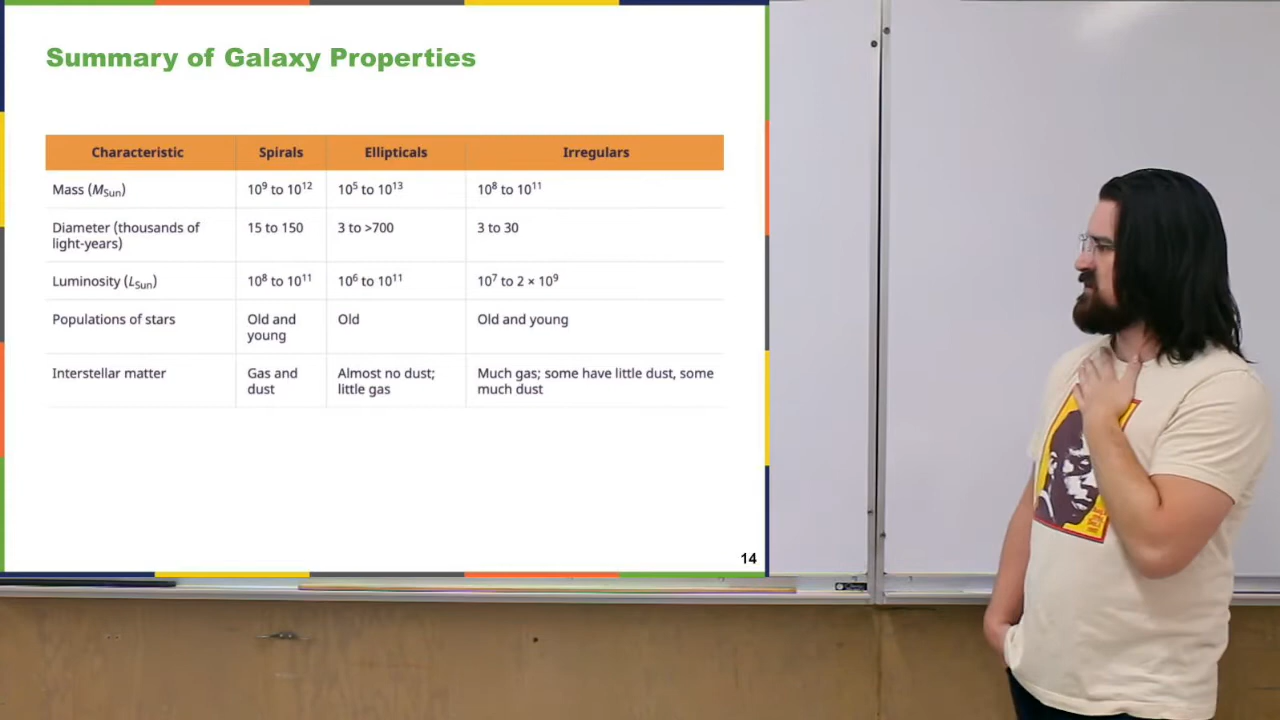 Summary of Galaxy Properties
Characteristic Spirals Ellipticals Irregulars
Mass (M_Sun) 10⁹ to 10¹² 10⁵ to 10¹³ 10⁸ to 10¹¹
Diameter (thousands of light-years) 15 to 150 3 to >700 3 to 30
Luminosity (L_Sun) 10⁸ to 10¹¹ 10⁶ to 10¹¹ 10⁷ to 2 × 10⁹
Populations of stars Old and young Old Old and young
Interstellar matter Gas and dust Almost no dust; little gas Much gas; some have little dust, some much dust
14